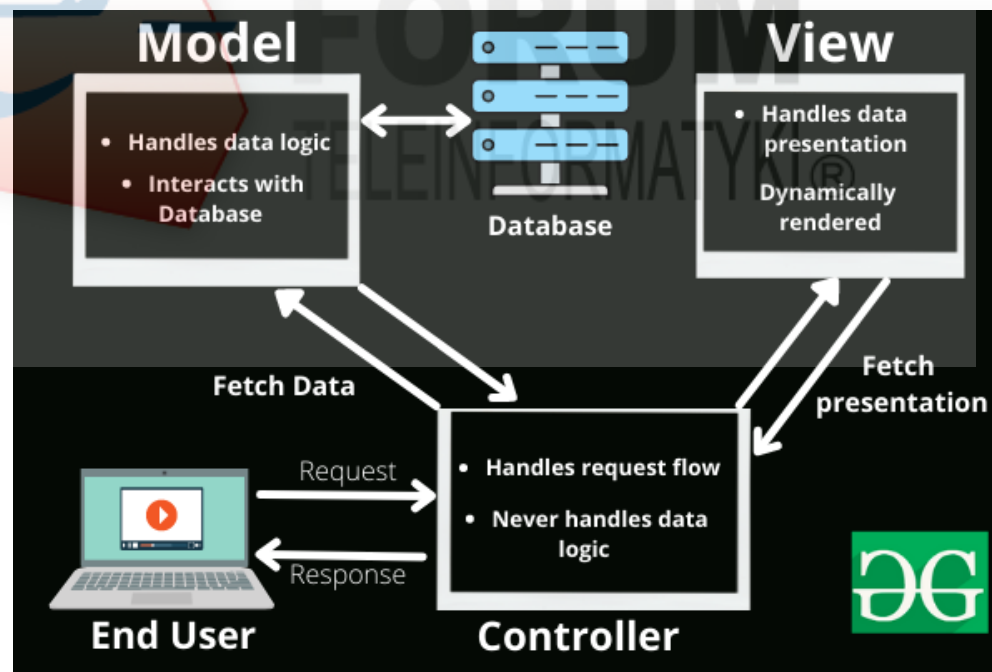 FORUM
TELEINFORMATYKI®
Model
View
• Handles data logic
• Interacts with
Database
Database
• Handles data
presentation
Dynamically
rendered
Fetch Data
Fetch
presentation
Request
Response
• Handles request flow
• Never handles data
logic
End User
Controller
GG